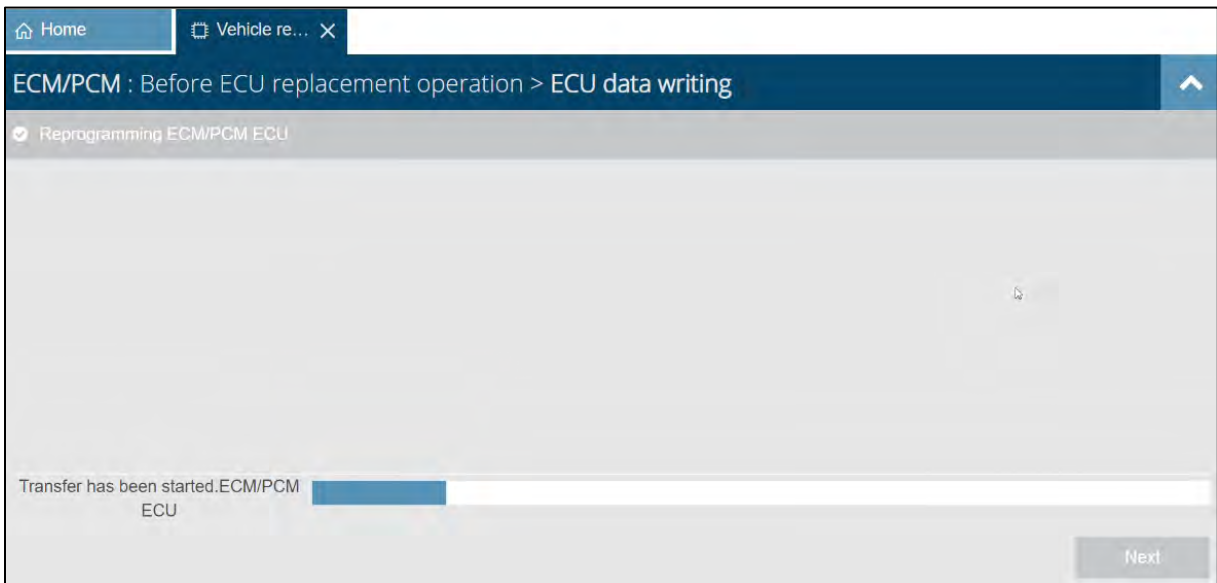 Home
Vehicle re...
ECM/PCM : Before ECU replacement operation > ECU data writing
Reprogramming ECM/PCM ECU
Transfer has been started.ECM/PCM
ECU
Next